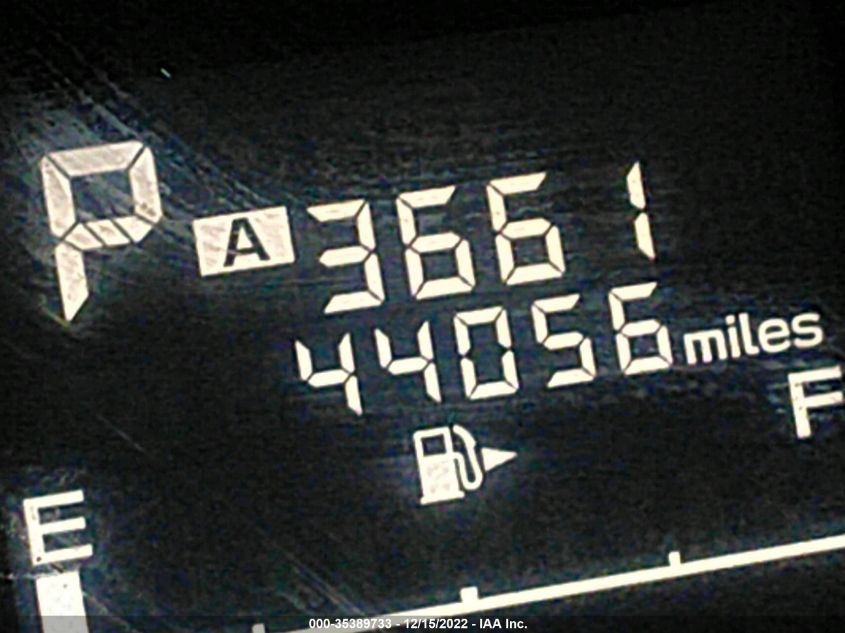 P A 3661
44056 miles
F
E
000-35389733 - 12/15/2022 - IAA Inc.